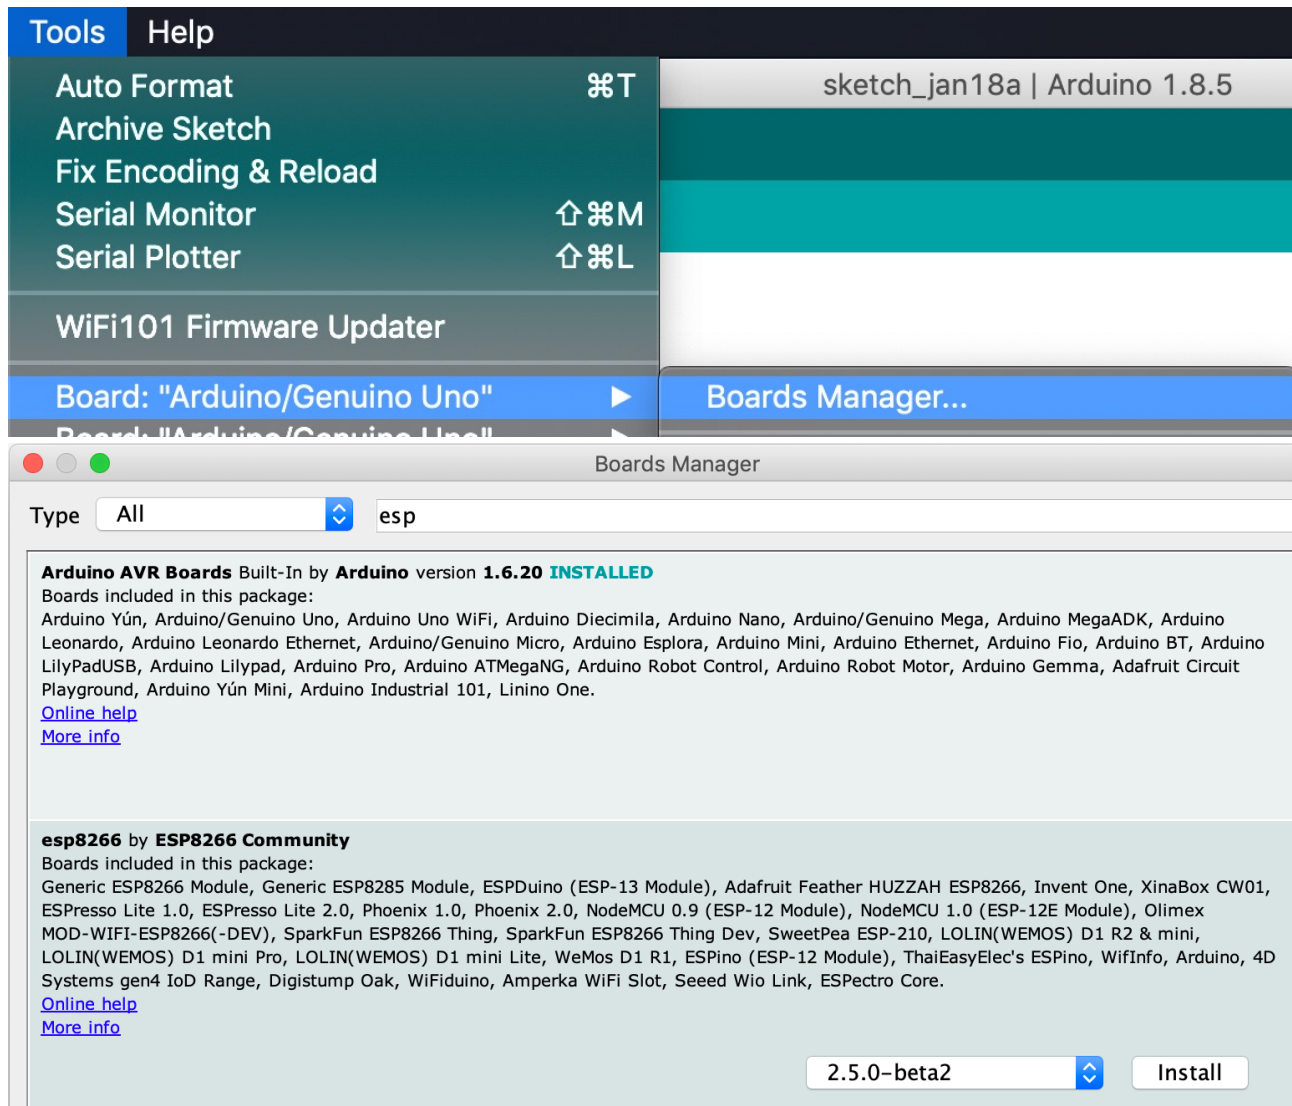 Tools Help
Auto Format ⌘T
sketch_jan18a | Arduino 1.8.5
Archive Sketch
Fix Encoding & Reload
Serial Monitor ⇧⌘M
Serial Plotter ⇧⌘L
WiFi101 Firmware Updater
Board: "Arduino/Genuino Uno" ▶
Boards Manager...
Board: "Arduino/Genuino Uno"
Boards Manager
Type All esp
Arduino AVR Boards Built-In by Arduino version 1.6.20 INSTALLED
Boards included in this package:
Arduino Yún, Arduino/Genuino Uno, Arduino Uno WiFi, Arduino Diecimila, Arduino Nano, Arduino/Genuino Mega, Arduino MegaADK, Arduino
Leonardo, Arduino Leonardo Ethernet, Arduino/Genuino Micro, Arduino Esplora, Arduino Mini, Arduino Ethernet, Arduino Fio, Arduino BT, Arduino
LilyPadUSB, Arduino Lilypad, Arduino Pro, Arduino ATMegaNG, Arduino Robot Control, Arduino Robot Motor, Arduino Gemma, Adafruit Circuit
Playground, Arduino Yún Mini, Arduino Industrial 101, Linino One.
Online help
More info
esp8266 by ESP8266 Community
Boards included in this package:
Generic ESP8266 Module, Generic ESP8285 Module, ESPDuino (ESP-13 Module), Adafruit Feather HUZZAH ESP8266, Invent One, XinaBox CW01,
ESPresso Lite 1.0, ESPresso Lite 2.0, Phoenix 1.0, Phoenix 2.0, NodeMCU 0.9 (ESP-12 Module), NodeMCU 1.0 (ESP-12E Module), Olimex
MOD-WIFI-ESP8266(-DEV), SparkFun ESP8266 Thing, SparkFun ESP8266 Thing Dev, SweetPea ESP-210, LOLIN(WEMOS) D1 R2 & mini,
LOLIN(WEMOS) D1 mini Pro, LOLIN(WEMOS) D1 mini Lite, WeMos D1 R1, ESPino (ESP-12 Module), ThaiEasyElec's ESPino, WifInfo, Arduino, 4D
Systems gen4 IoD Range, Digistump Oak, WiFiduino, Amperka WiFi Slot, Seeed Wio Link, ESPectro Core.
Online help
More info
2.5.0-beta2 Install